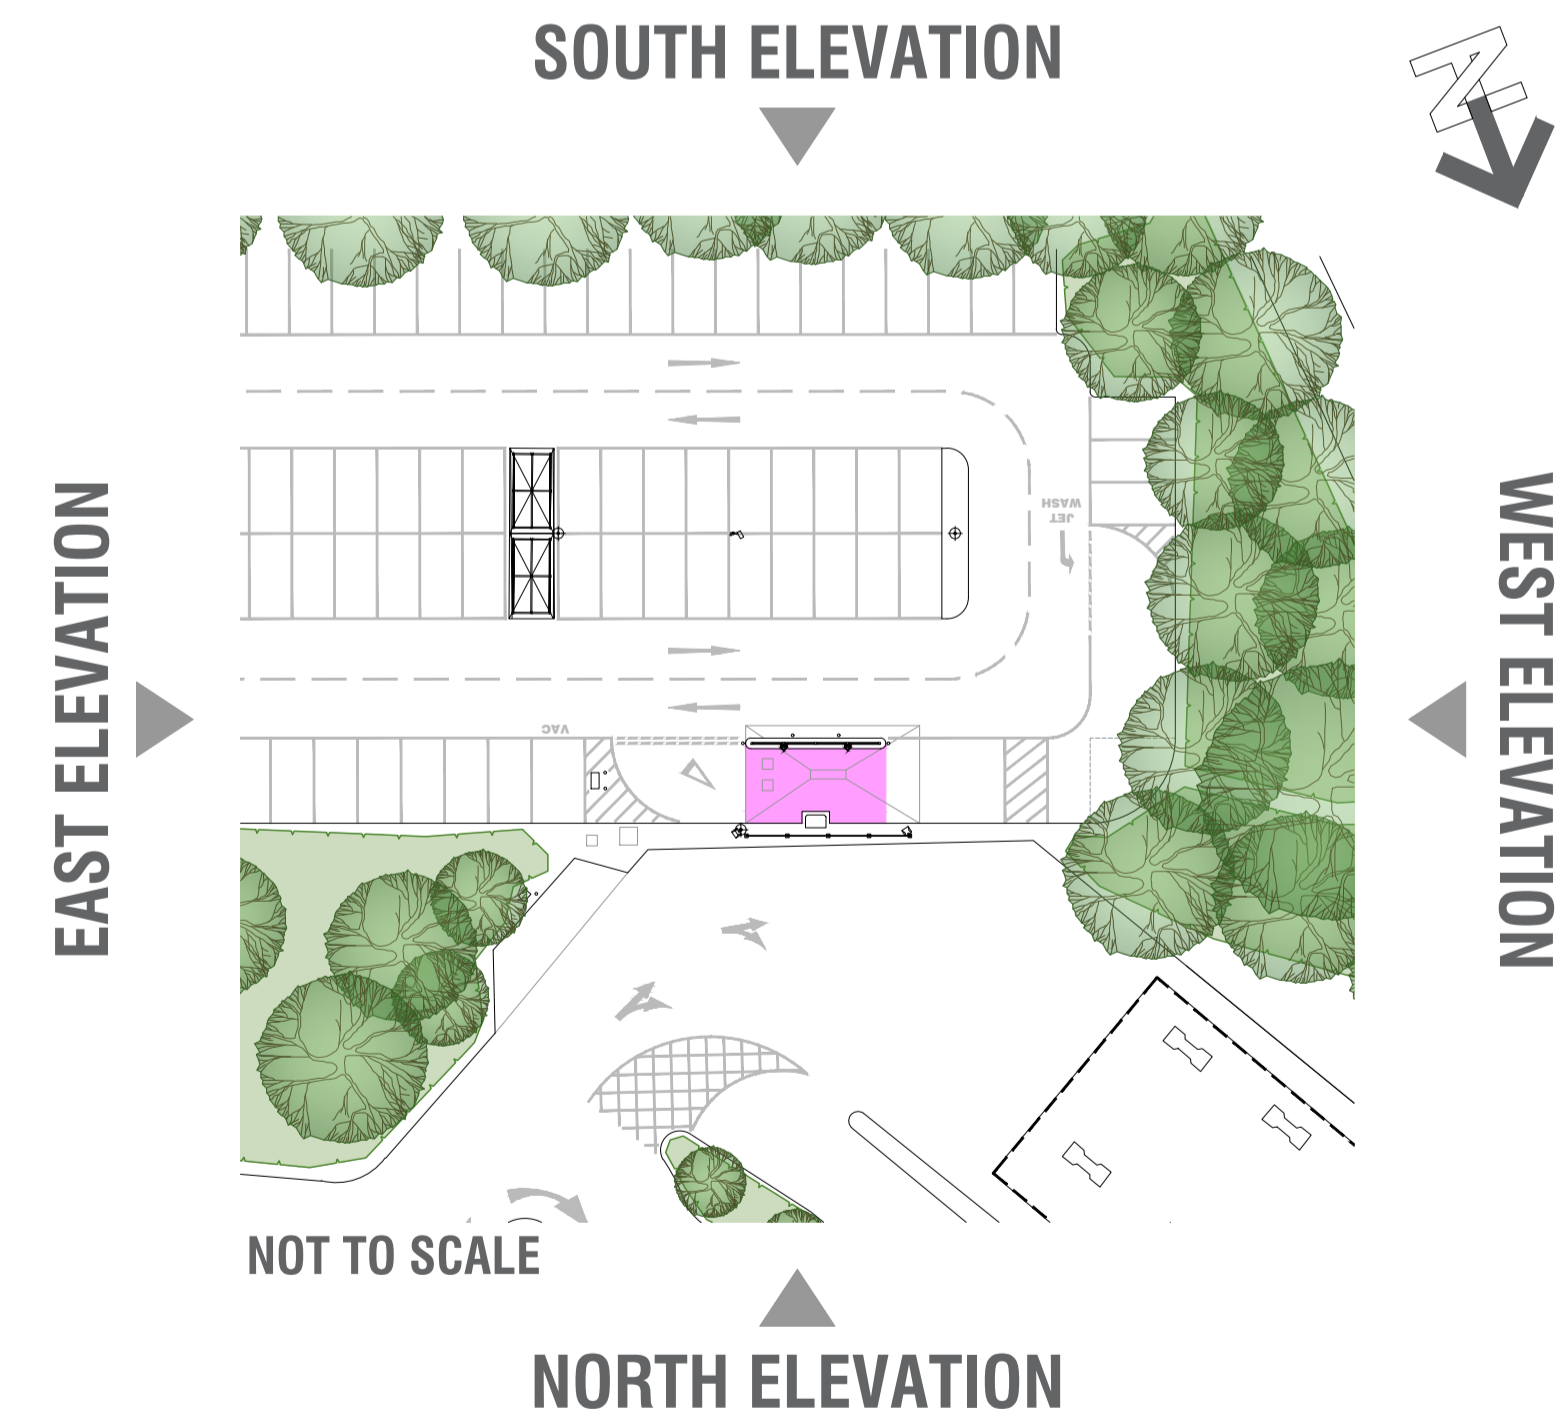 SOUTH ELEVATION
N
EAST ELEVATION
WEST ELEVATION
JET
WASH
VAC
NOT TO SCALE
NORTH ELEVATION